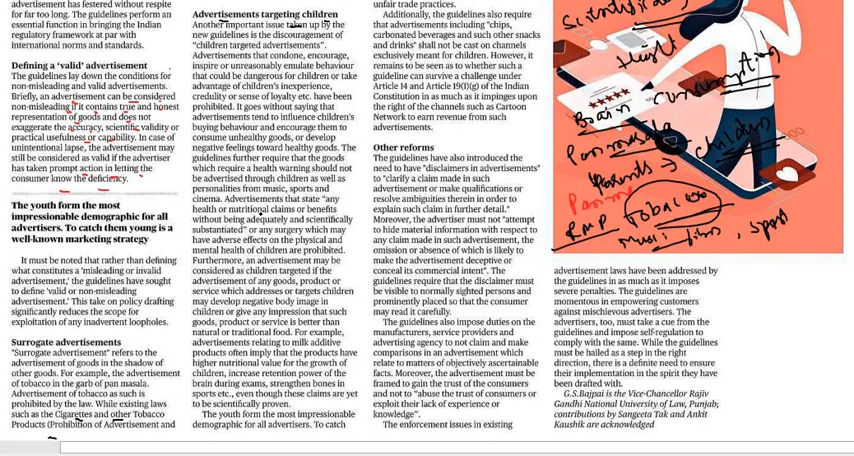 advertisement has festered without respite
for far too long. The guidelines perform an
essential function in bringing the Indian
regulatory framework at par with
international norms and standards.
Defining a ‘valid’ advertisement
The guidelines lay down the conditions for
non-misleading and valid advertisements.
Briefly, an advertisement can be considered
non-misleading if it contains true and honest
representation of goods and does not
exaggerate the accuracy, scientific validity or
practical usefulness or capability. In case of
unintentional lapse, the advertisement may
still be considered as valid if the advertiser
has taken prompt action in letting the
consumer know the deficiency.
The youth form the most
impressionable demographic for all
advertisers. To catch them young is a
well-known marketing strategy
It must be noted that rather than defining
what constitutes a ‘misleading or invalid
advertisement,’ the guidelines have sought
to define ‘valid or non-misleading
advertisement.’ This take on policy drafting
significantly reduces the scope for
exploitation of any inadvertent loopholes.
Surrogate advertisements
"Surrogate advertisement" refers to the
advertisement of goods in the shadow of
other goods. For example, the advertisement
of tobacco in the garb of pan masala.
Advertisement of tobacco as such is
prohibited by the law. While existing laws
such as the Cigarettes and other Tobacco
Products (Prohibition of Advertisement and
Advertisements targeting children
Another important issue taken up by the
new guidelines is the discouragement of
"children targeted advertisements".
Advertisements that condone, encourage,
inspire or unreasonably emulate behaviour
that could be dangerous for children or take
advantage of children's inexperience,
credulity or sense of loyalty etc. have been
prohibited. It goes without saying that
advertisements tend to influence children's
buying behaviour and encourage them to
consume unhealthy goods, or develop
negative feelings toward healthy goods. The
guidelines further require that the goods
which require a health warning should not
be advertised through children as well as
personalities from music, sports and
cinema. Advertisements that state "any
health or nutritional claims or benefits
without being adequately and scientifically
substantiated" or any surgery which may
have adverse effects on the physical and
mental health of children are prohibited.
Furthermore, an advertisement may be
considered as children targeted if the
advertisement of any goods, product or
service which addresses or targets children
may develop negative body image in
children or give any impression that such
goods, product or service is better than
natural or traditional food. For example,
advertisements relating to milk additive
products often imply that the products have
higher nutritional value for the growth of
children, increase retention power of the
brain during exams, strengthen bones in
sports etc., even though these claims are yet
to be scientifically proven.
The youth form the most impressionable
demographic for all advertisers. To catch
unfair trade practices.
Additionally, the guidelines also require
that advertisements including "chips,
carbonated beverages and such other snacks
and drinks" shall not be cast on channels
exclusively meant for children. However, it
remains to be seen as to whether such a
guideline can survive a challenge under
Article 14 and Article 19(1)(g) of the Indian
Constitution in as much as it impinges upon
the right of the channels such as Cartoon
Network to earn revenue from such
advertisements.
Other reforms
The guidelines have also introduced the
need to have "disclaimers in advertisements"
to "clarify a claim made in such
advertisement or make qualifications or
resolve ambiguities therein in order to
explain such claim in further detail."
Moreover, the advertiser must not "attempt
to hide material information with respect to
any claim made in such advertisement, the
omission or absence of which is likely to
make the advertisement deceptive or
conceal its commercial intent". The
guidelines require that the disclaimer must
be visible to normally sighted persons and
prominently placed so that the consumer
may read it carefully.
The guidelines also impose duties on the
manufacturers, service providers and
advertising agency to not claim and make
comparisons in an advertisement which
relate to matters of objectively ascertainable
facts. Moreover, the advertisement must be
framed to gain the trust of the consumers
and not to “abuse the trust of consumers or
exploit their lack of experience or
knowledge”.
The enforcement issues in existing
Brain Consumption
Pan masala
Parents → Children
RMP Tobacco
music films, sport
advertisement laws have been addressed by
the guidelines in as much as it imposes
severe penalties. The guidelines are
momentous in empowering customers
against mischievous advertisers. The
advertisers, too, must take a cue from the
guidelines and impose self-regulation to
comply with the same. While the guidelines
must be hailed as a step in the right
direction, there is a definite need to ensure
their implementation in the spirit they have
been drafted with.
G.S.Bajpai is the Vice-Chancellor Rajiv
Gandhi National University of Law, Punjab;
contributions by Sangeeta Tak and Ankit
Kaushik are acknowledged